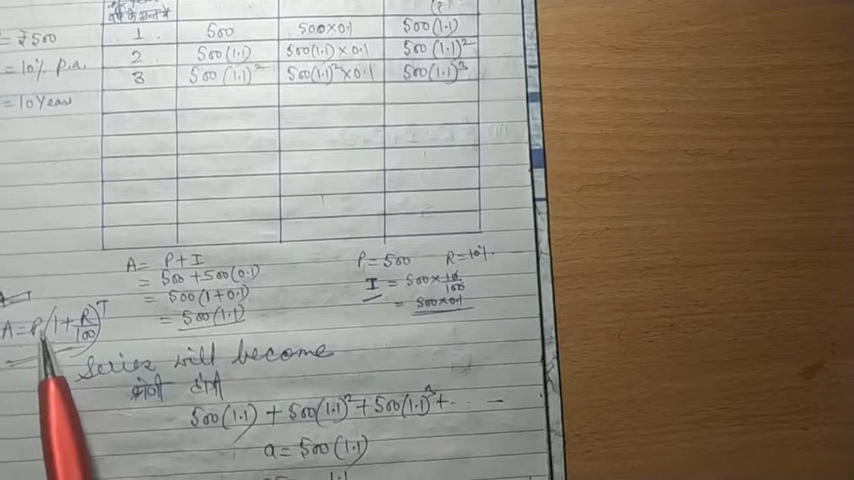 वर्ष के अन्त में (₹)
= ₹500 1 500 500×0.1 500(1.1)
= 10% p.a. 2 500(1.1) 500(1.1)×0.1 500(1.1)²
3 500(1.1)² 500(1.1)²×0.1 500(1.1)³
= 10 Year
A= P+I P=500 R=10%
= 500+500(0.1) I = 500×10/100
= 500(1+0.1) = 500×0.1
= 500(1.1)
A=P(1+R/100)^T
Series will become
श्रेणी होगी
500(1.1) + 500(1.1)²+500(1.1)³+ . . . –
a= 500(1.1)
1.1